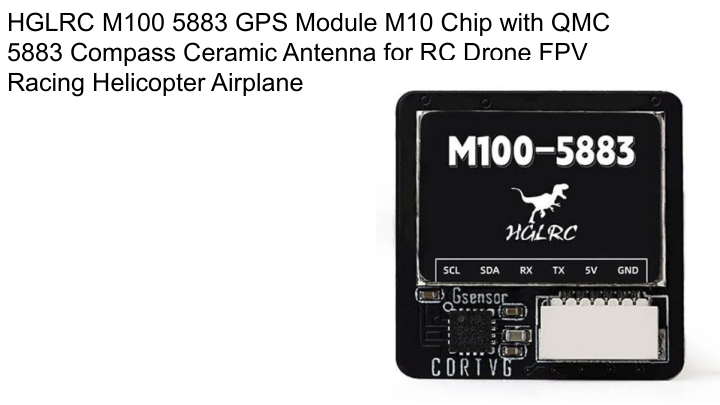 HGLRC M100 5883 GPS Module M10 Chip with QMC
5883 Compass Ceramic Antenna for RC Drone FPV
Racing Helicopter Airplane
M100-5883
HGLRC
SCL SDA RX TX 5V GND
Gsensor
CDRTVG